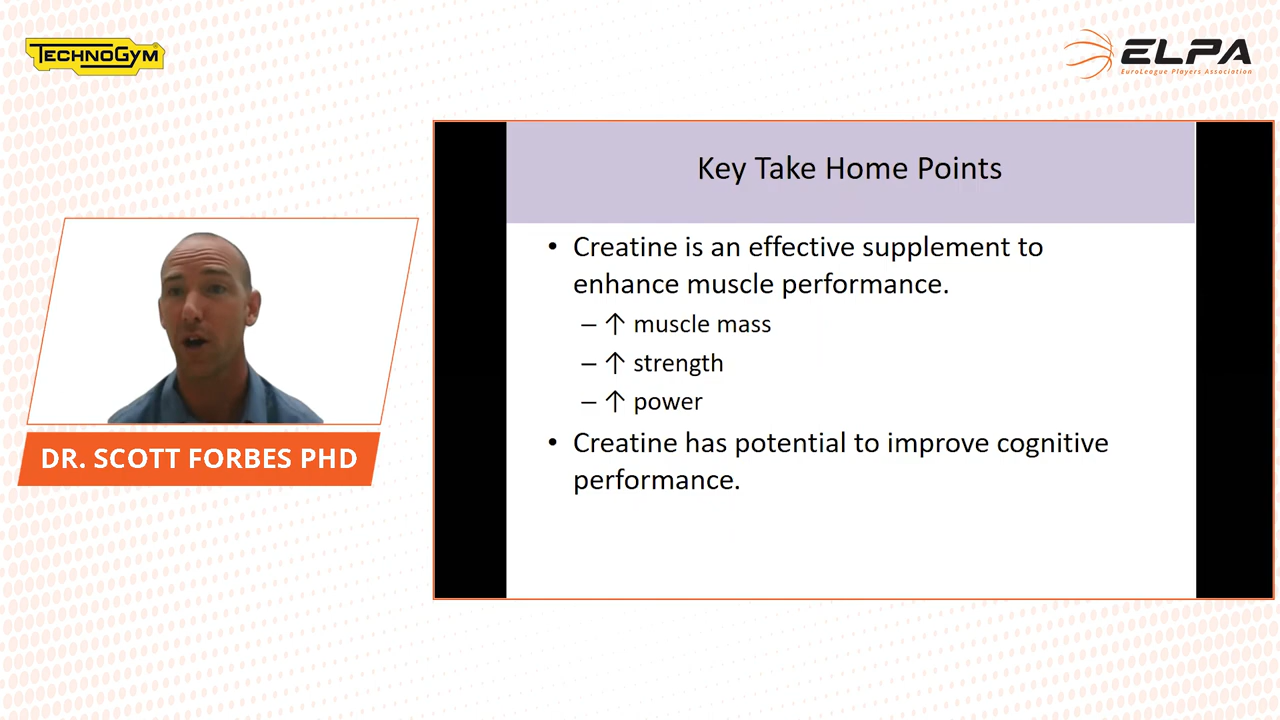 TECHNOGYM
ELPA
EuroLeague Players Association
Key Take Home Points
• Creatine is an effective supplement to
enhance muscle performance.
– ↑ muscle mass
– ↑ strength
– ↑ power
• Creatine has potential to improve cognitive
performance.
DR. SCOTT FORBES PHD